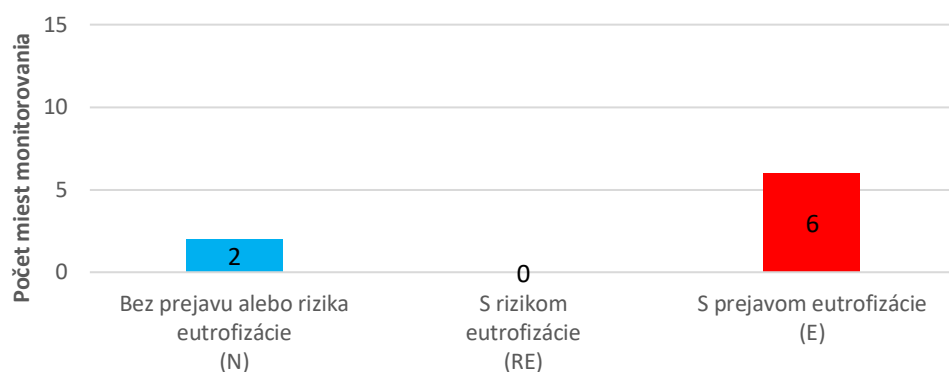 Počet miest monitorovania
15
10
5
0
2
0
6
Bez prejavu alebo rizika
eutrofizácie
(N)
S rizikom
eutrofizácie
(RE)
S prejavom eutrofizácie
(E)